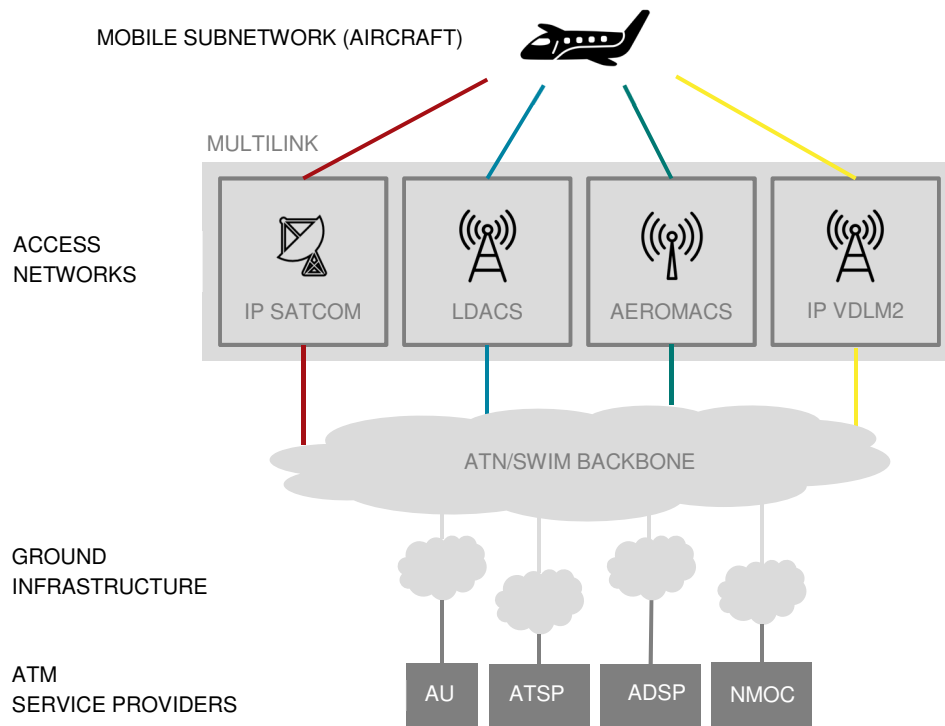 MOBILE SUBNETWORK (AIRCRAFT)
MULTILINK
ACCESS
NETWORKS
IP SATCOM
LDACS
AEROMACS
IP VDLM2
ATN/SWIM BACKBONE
GROUND
INFRASTRUCTURE
ATM
SERVICE PROVIDERS
AU
ATSP
ADSP
NMOC